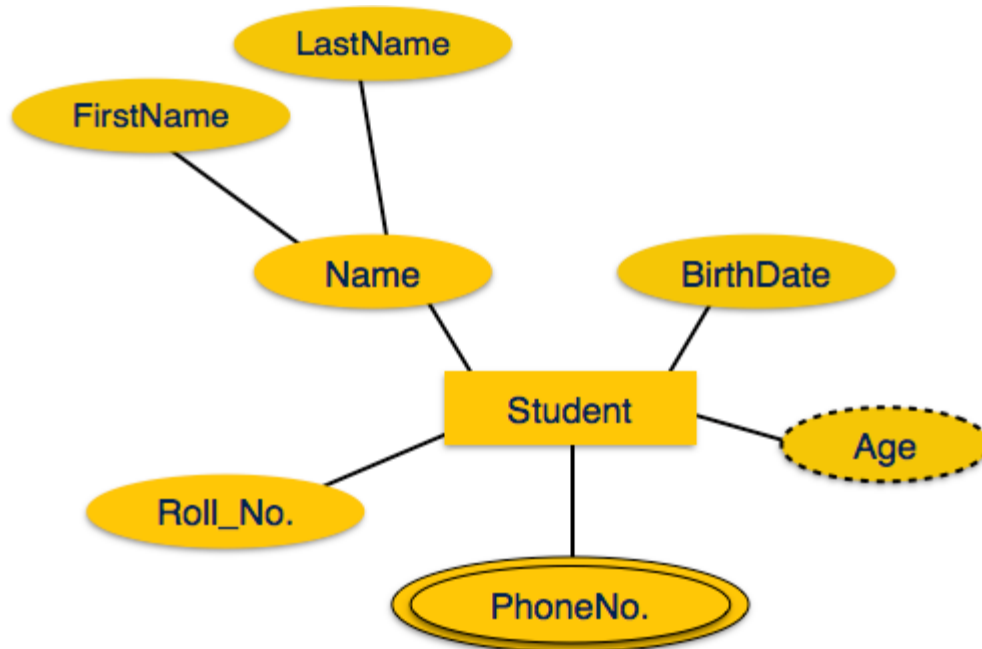 LastName
FirstName
Name
BirthDate
Student
Age
Roll_No.
PhoneNo.